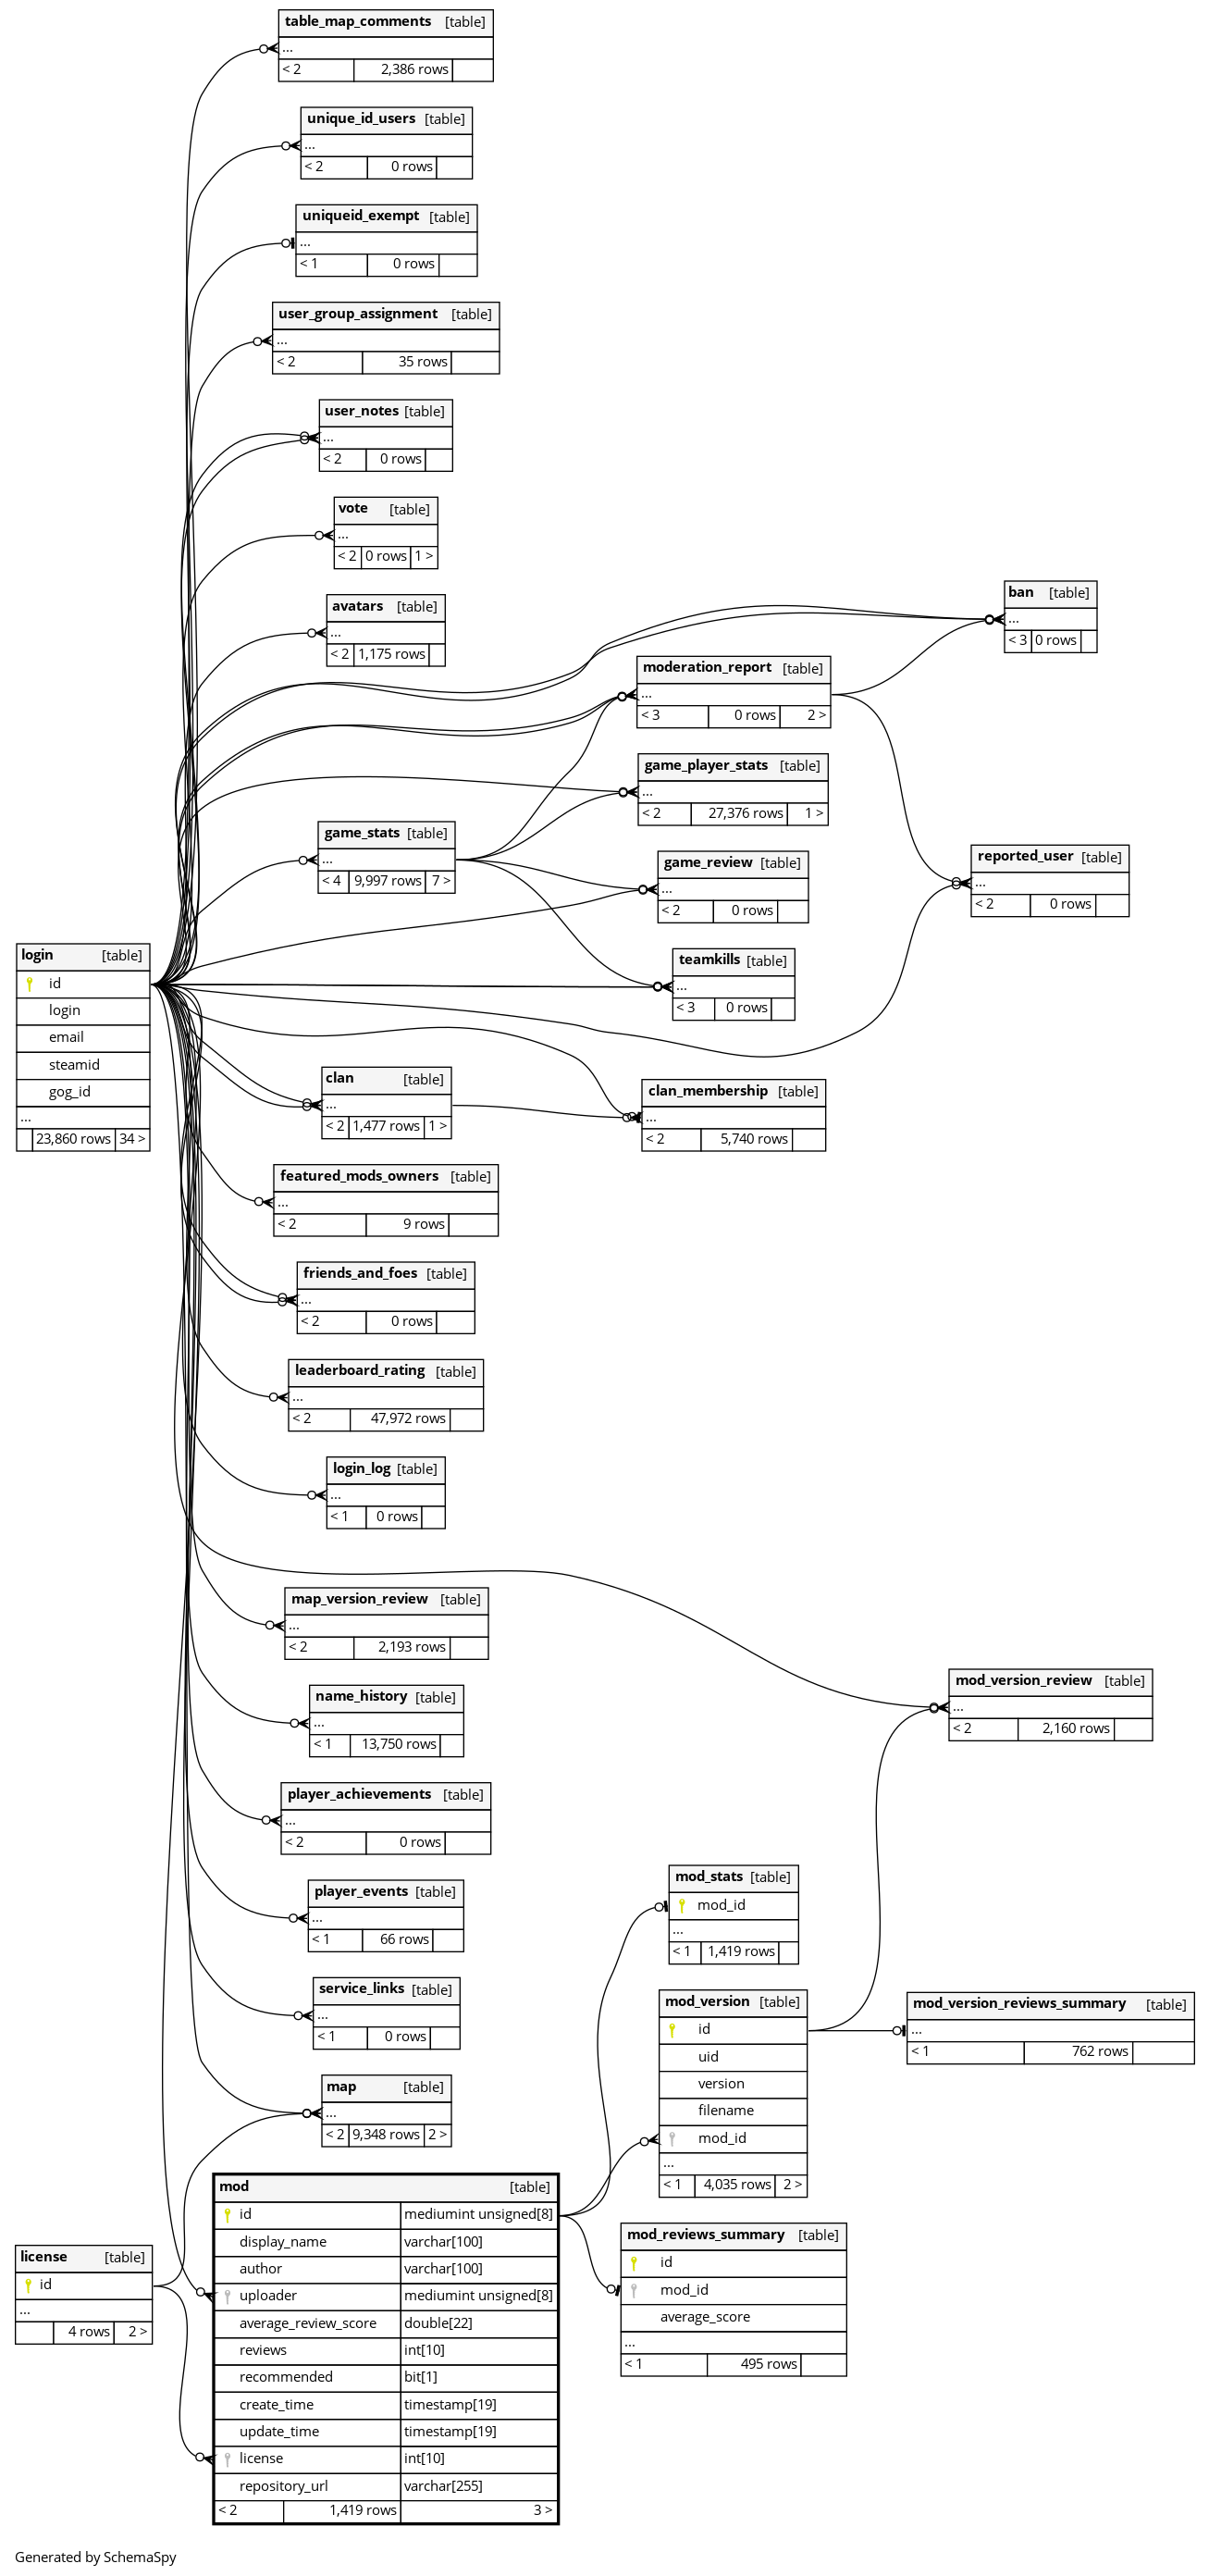 table_map_comments [table]
...
< 2 2,386 rows
unique_id_users [table]
...
< 2 0 rows
uniqueid_exempt [table]
...
< 1 0 rows
user_group_assignment [table]
...
< 2 35 rows
user_notes [table]
...
< 2 0 rows
vote [table]
...
< 2 0 rows 1 >
avatars [table]
...
< 2 1,175 rows
ban [table]
...
< 3 0 rows
moderation_report [table]
...
< 3 0 rows 2 >
game_player_stats [table]
...
< 2 27,376 rows 1 >
game_stats [table]
...
< 4 9,997 rows 7 >
game_review [table]
...
< 2 0 rows
reported_user [table]
...
< 2 0 rows
teamkills [table]
...
< 3 0 rows
login [table]
id
login
email
steamid
gog_id
...
23,860 rows 34 >
clan [table]
...
< 2 1,477 rows 1 >
clan_membership [table]
...
< 2 5,740 rows
featured_mods_owners [table]
...
< 2 9 rows
friends_and_foes [table]
...
< 2 0 rows
leaderboard_rating [table]
...
< 2 47,972 rows
login_log [table]
...
< 1 0 rows
map_version_review [table]
...
< 2 2,193 rows
name_history [table]
...
< 1 13,750 rows
mod_version_review [table]
...
< 2 2,160 rows
player_achievements [table]
...
< 2 0 rows
player_events [table]
...
< 1 66 rows
mod_stats [table]
mod_id
...
< 1 1,419 rows
service_links [table]
...
< 1 0 rows
mod_version [table]
id
uid
version
filename
mod_id
...
< 1 4,035 rows 2 >
mod_version_reviews_summary [table]
...
< 1 762 rows
map [table]
...
< 2 9,348 rows 2 >
mod [table]
id mediumint unsigned[8]
display_name varchar[100]
author varchar[100]
uploader mediumint unsigned[8]
average_review_score double[22]
reviews int[10]
recommended bit[1]
create_time timestamp[19]
update_time timestamp[19]
license int[10]
repository_url varchar[255]
< 2 1,419 rows 3 >
mod_reviews_summary [table]
id
mod_id
average_score
...
< 1 495 rows
license [table]
id
...
4 rows 2 >
Generated by SchemaSpy